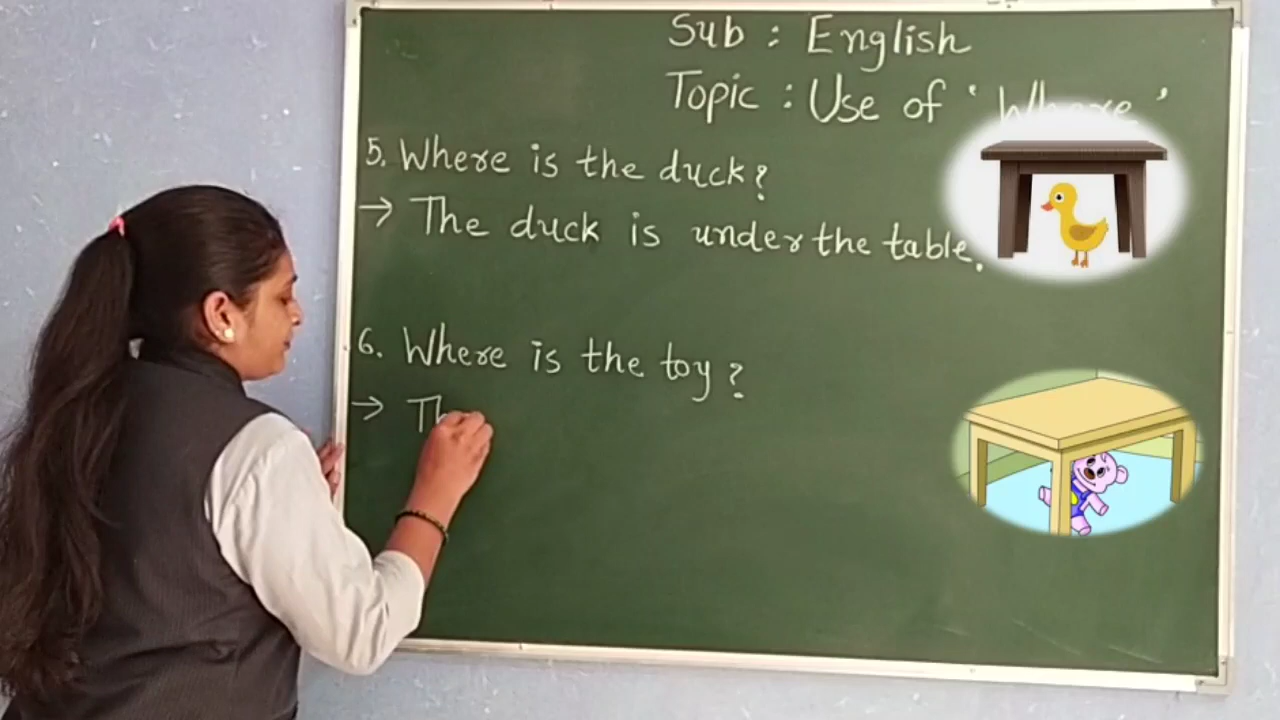 Sub : English
Topic : Use of ‘Where’
5. Where is the duck?
→ The duck is under the table.
6. Where is the toy?
→ Th